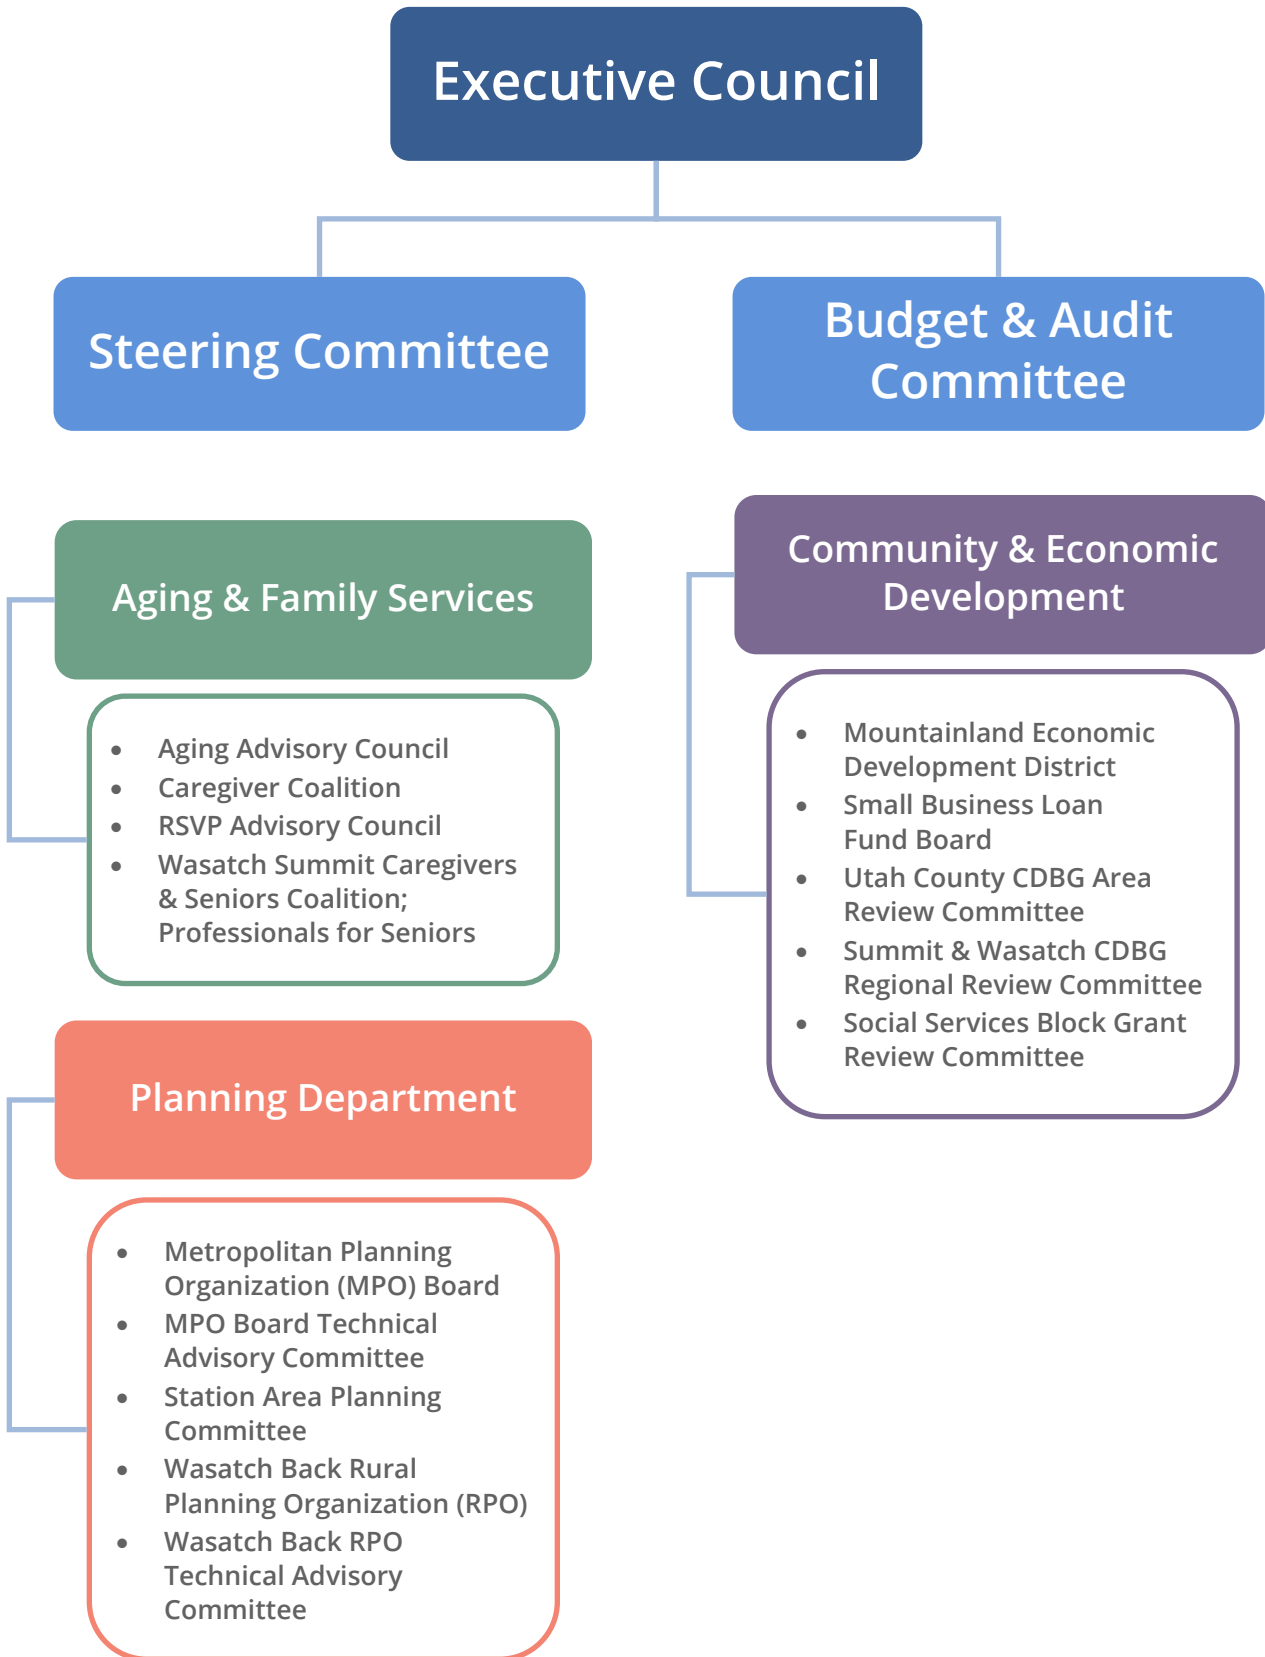 Executive Council
Steering Committee
Budget & Audit
Committee
Aging & Family Services
• Aging Advisory Council
• Caregiver Coalition
• RSVP Advisory Council
• Wasatch Summit Caregivers
& Seniors Coalition;
Professionals for Seniors
Community & Economic
Development
• Mountainland Economic
Development District
• Small Business Loan
Fund Board
• Utah County CDBG Area
Review Committee
• Summit & Wasatch CDBG
Regional Review Committee
• Social Services Block Grant
Review Committee
Planning Department
• Metropolitan Planning
Organization (MPO) Board
• MPO Board Technical
Advisory Committee
• Station Area Planning
Committee
• Wasatch Back Rural
Planning Organization (RPO)
• Wasatch Back RPO
Technical Advisory
Committee